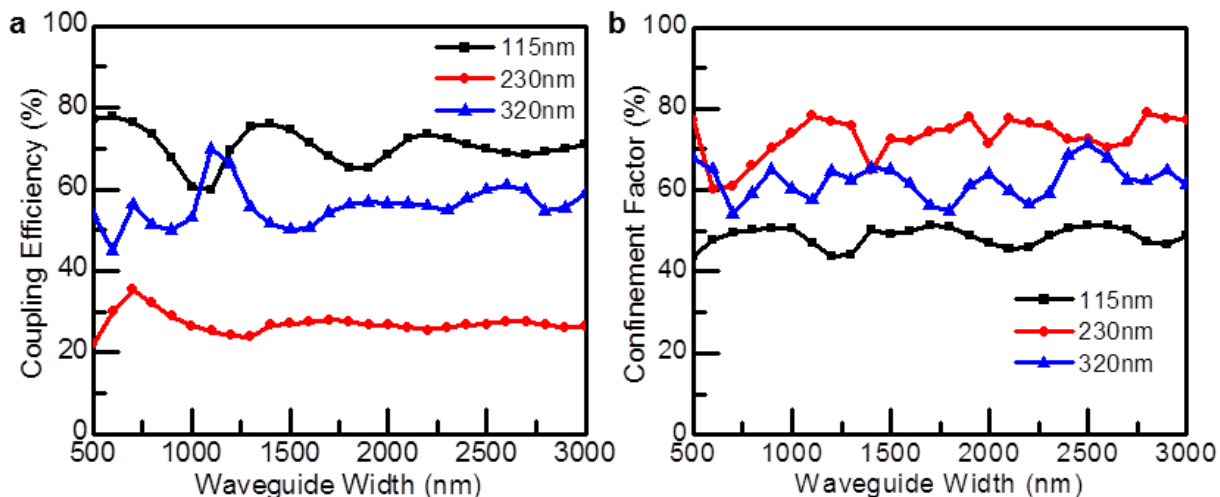 a
Coupling Efficiency (%)
100
80
60
40
20
0
115nm
230nm
320nm
500 1000 1500 2000 2500 3000
Waveguide Width (nm)
b
Confinement Factor (%)
100
80
60
40
20
0
115nm
230nm
320nm
500 1000 1500 2000 2500 3000
Waveguide Width (nm)